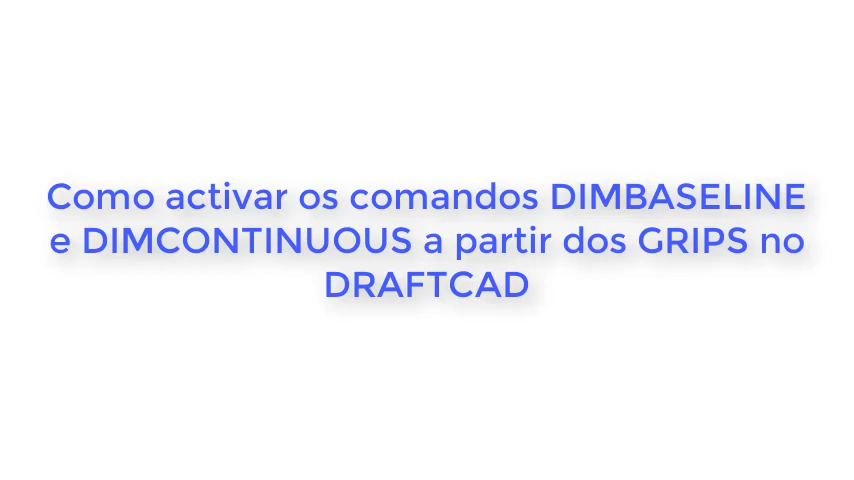 Como activar os comandos DIMBASELINE
e DIMCONTINUOUS a partir dos GRIPS no
DRAFTCAD